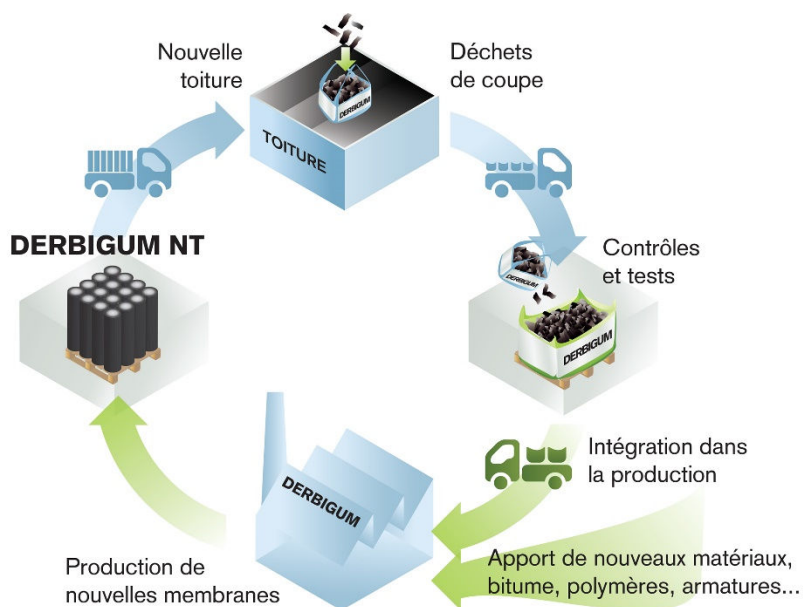 Nouvelle
toiture
Déchets
de coupe
DERBIGUM
TOITURE
DERBIGUM NT
Contrôles
et tests
DERBIGUM
DERBIGUM
Intégration dans
la production
DERBIGUM
Production de
nouvelles membranes
Apport de nouveaux matériaux,
bitume, polymères, armatures...